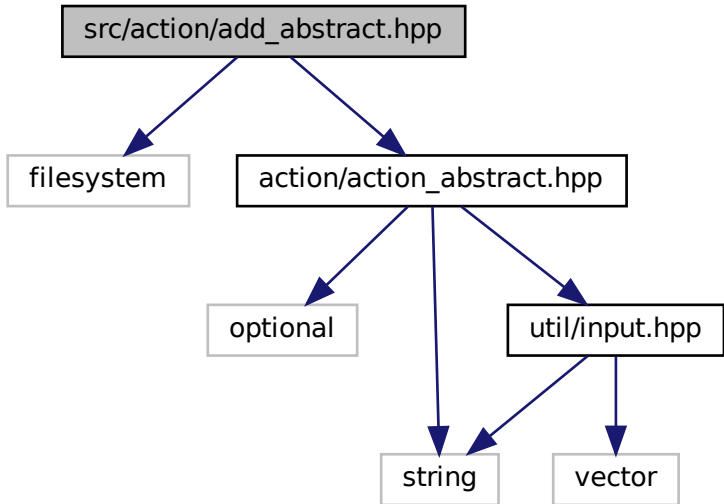 src/action/add_abstract.hpp
filesystem
action/action_abstract.hpp
optional
util/input.hpp
string
vector